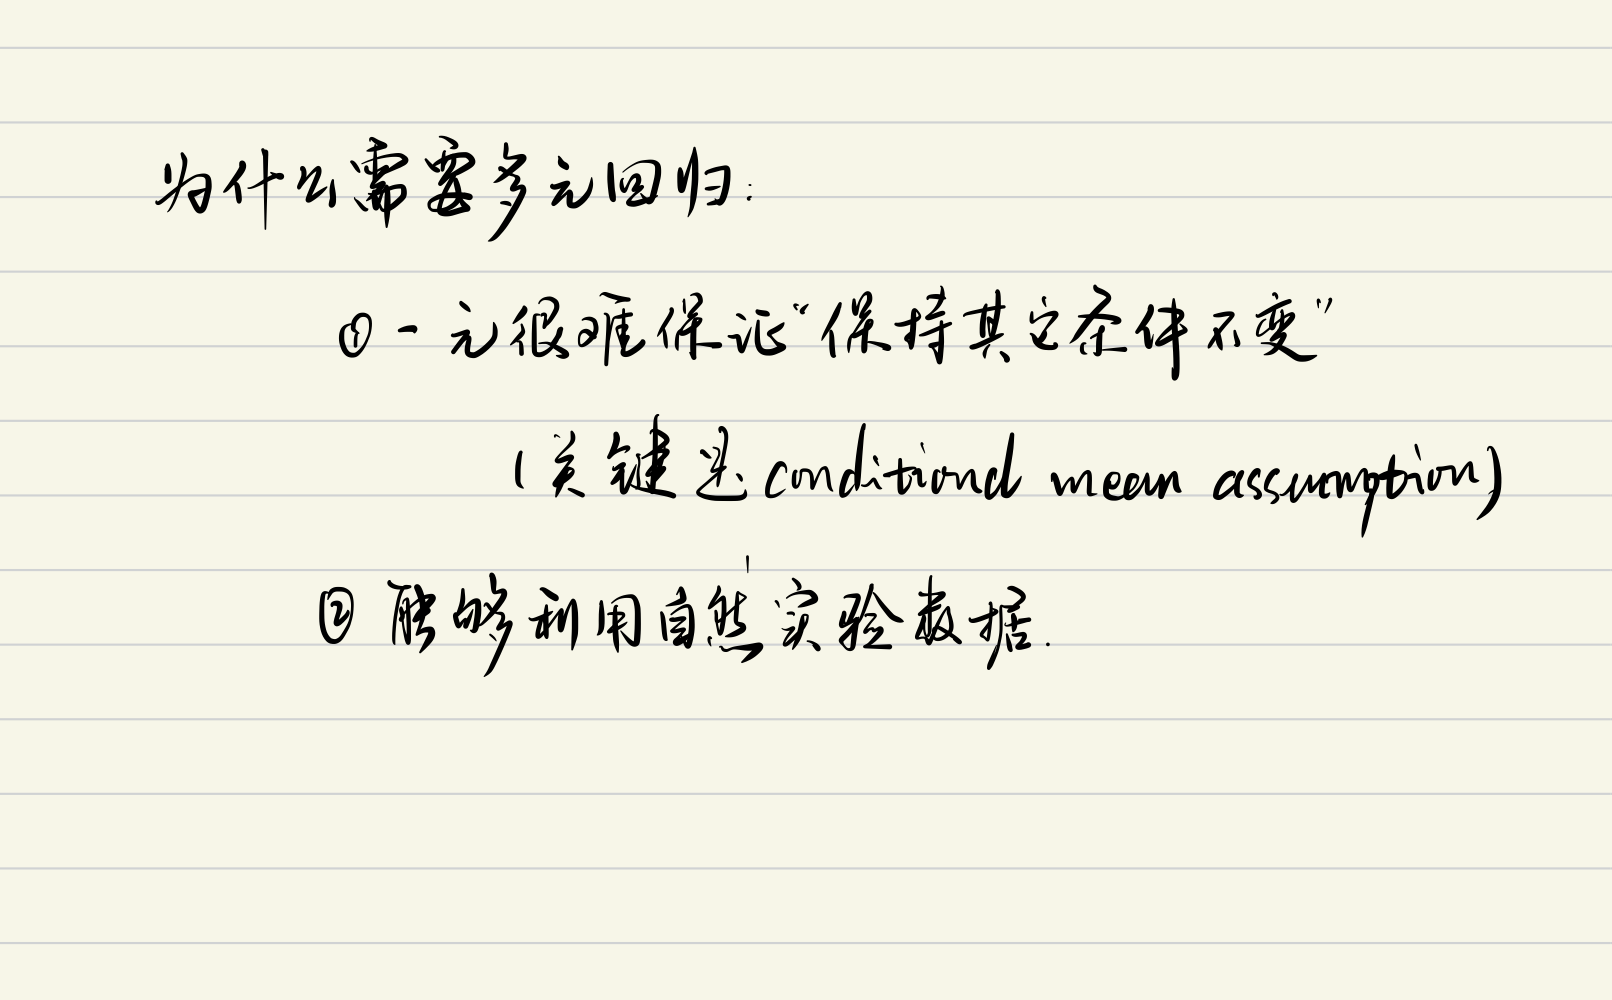 为什么需要多元回归:
① 一元很难保证“保持其它条件不变”
(关键是 conditional mean assumption)
② 能够利用自然实验数据.